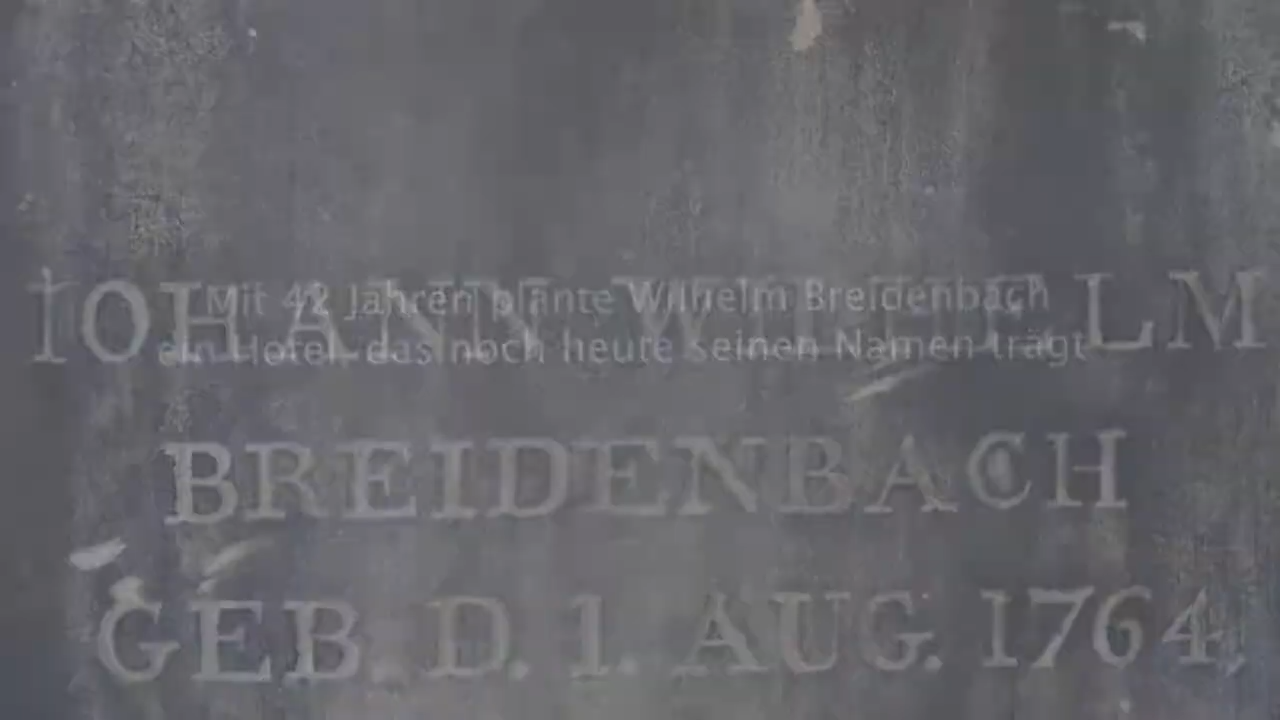 IOHANN WILHELM
Mit 42 Jahren plante Wilhelm Breidenbach
ein Hotel, das noch heute seinen Namen trägt
BREIDENBACH
GEB. D. 1. AUG. 1764,